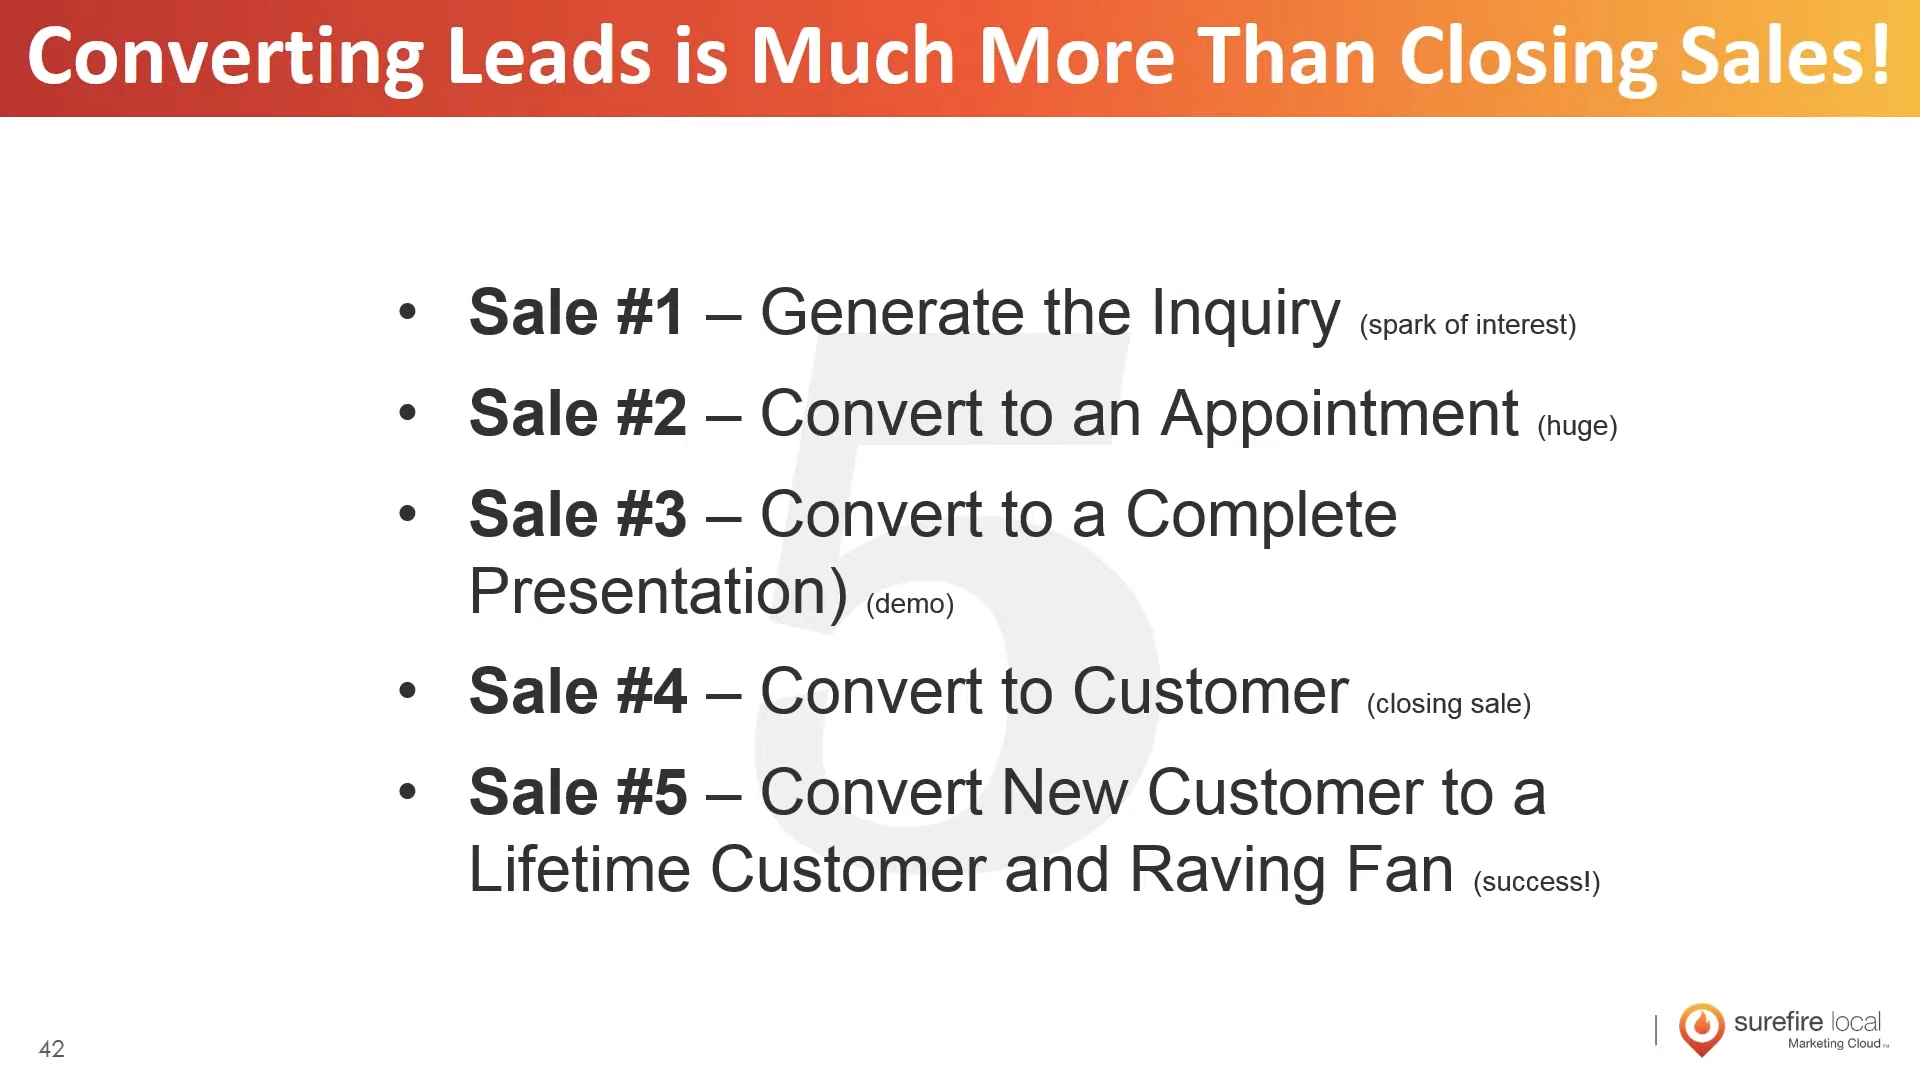 Converting Leads is Much More Than Closing Sales!
• Sale #1 – Generate the Inquiry (spark of interest)
• Sale #2 – Convert to an Appointment (huge)
• Sale #3 – Convert to a Complete
Presentation) (demo)
• Sale #4 – Convert to Customer (closing sale)
• Sale #5 – Convert New Customer to a
Lifetime Customer and Raving Fan (success!)
5
42
surefire local
Marketing Cloud™